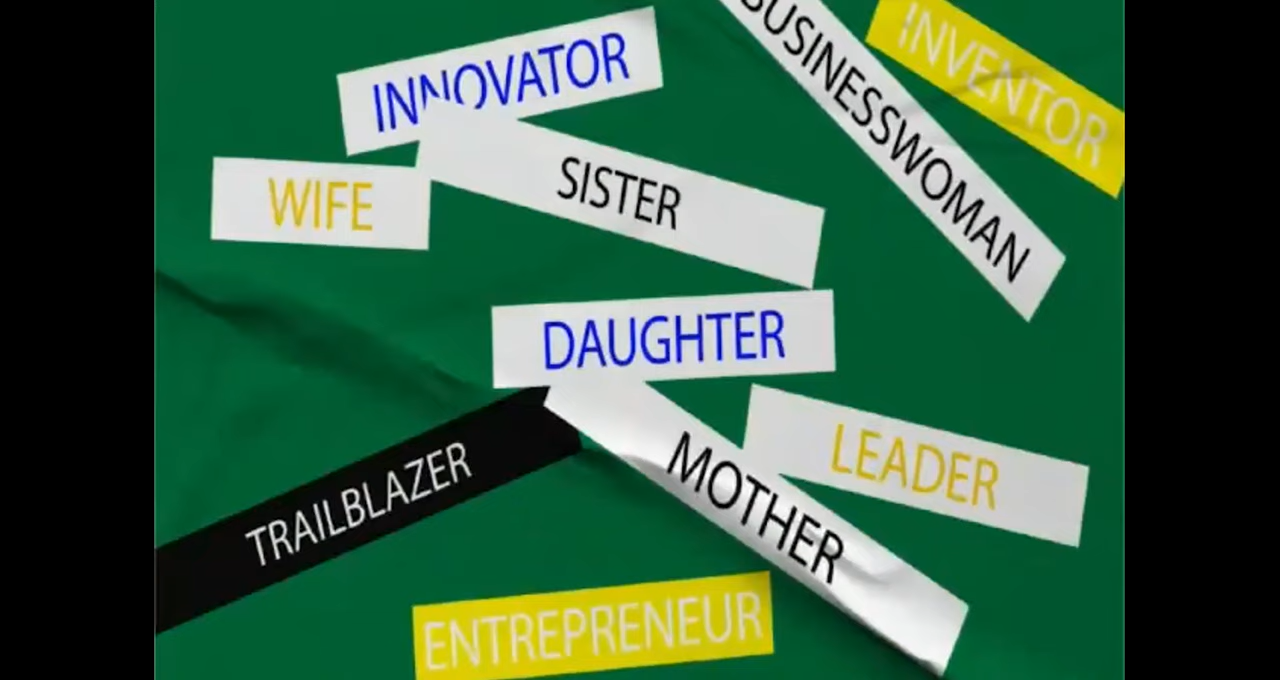 INNOVATOR
BUSINESSWOMAN
INVENTOR
WIFE
SISTER
DAUGHTER
LEADER
TRAILBLAZER
MOTHER
ENTREPRENEUR